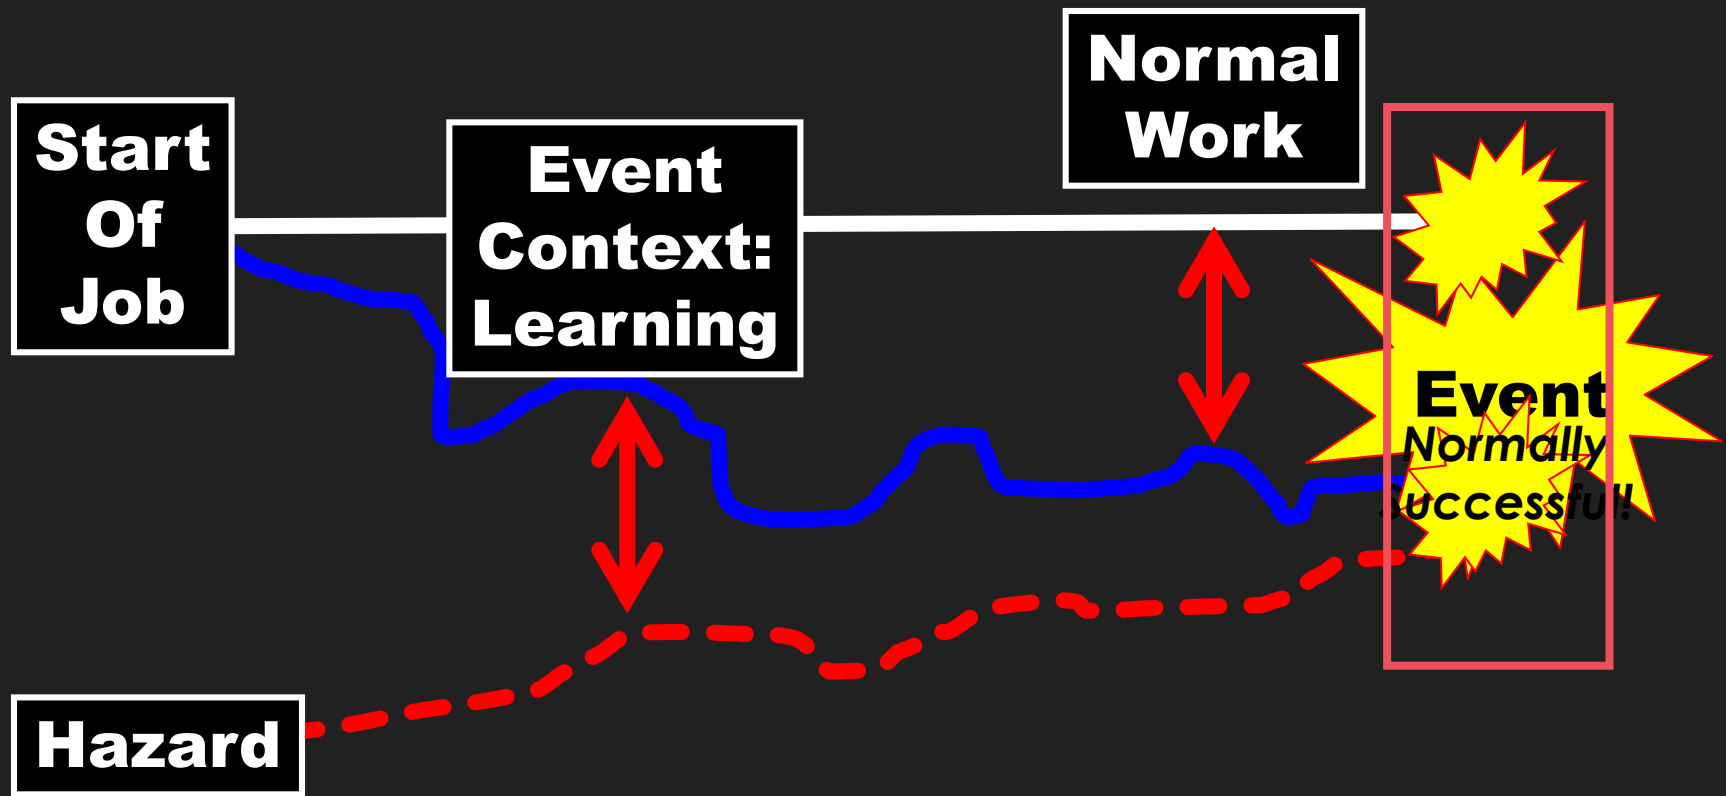 Start
Of
Job
Event
Context:
Learning
Normal
Work
Event
Normally
Successful!
Hazard